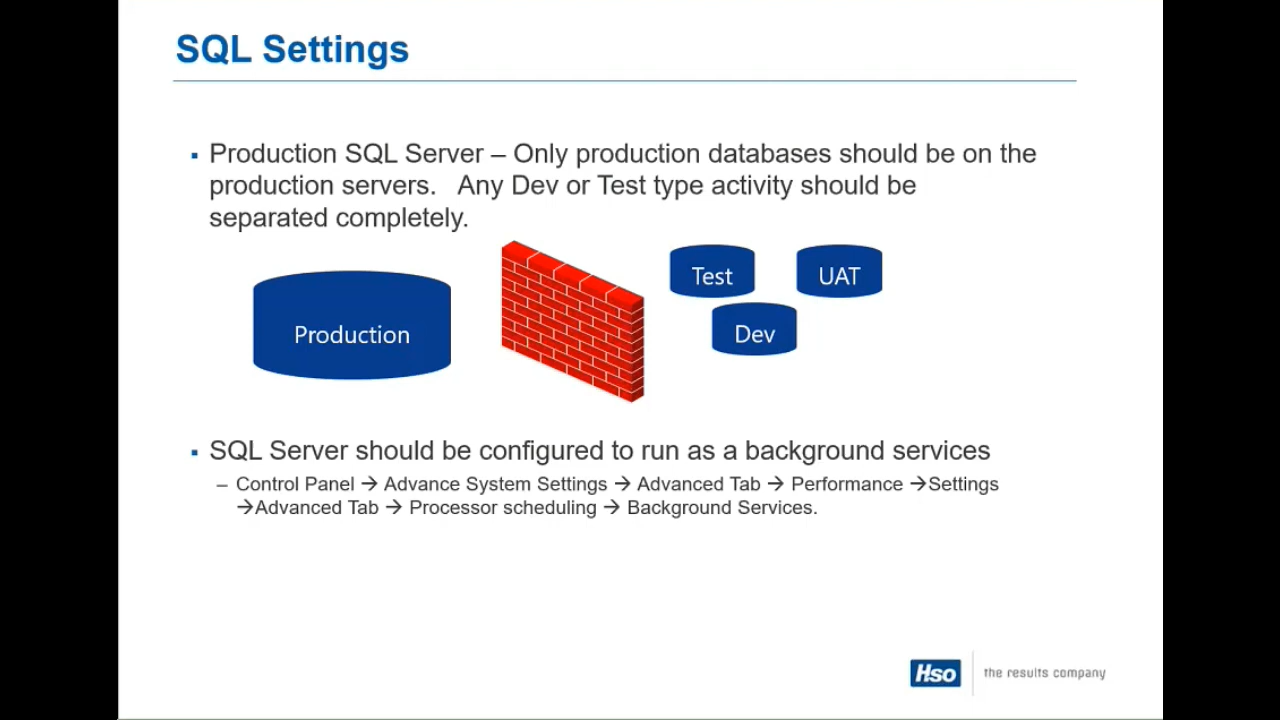 SQL Settings
▪ Production SQL Server – Only production databases should be on the
production servers.   Any Dev or Test type activity should be
separated completely.
Test
UAT
Production
Dev
▪ SQL Server should be configured to run as a background services
– Control Panel → Advance System Settings → Advanced Tab → Performance →Settings
→Advanced Tab → Processor scheduling → Background Services.
Hso
the results company